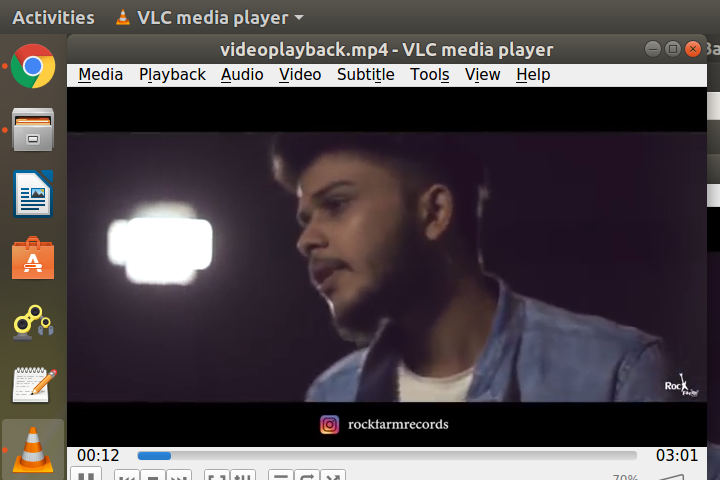 Activities VLC media player
videoplayback.mp4 - VLC media player
Media Playback Audio Video Subtitle Tools View Help
Rock
rockfarmrecords
00:12 03:01
70%